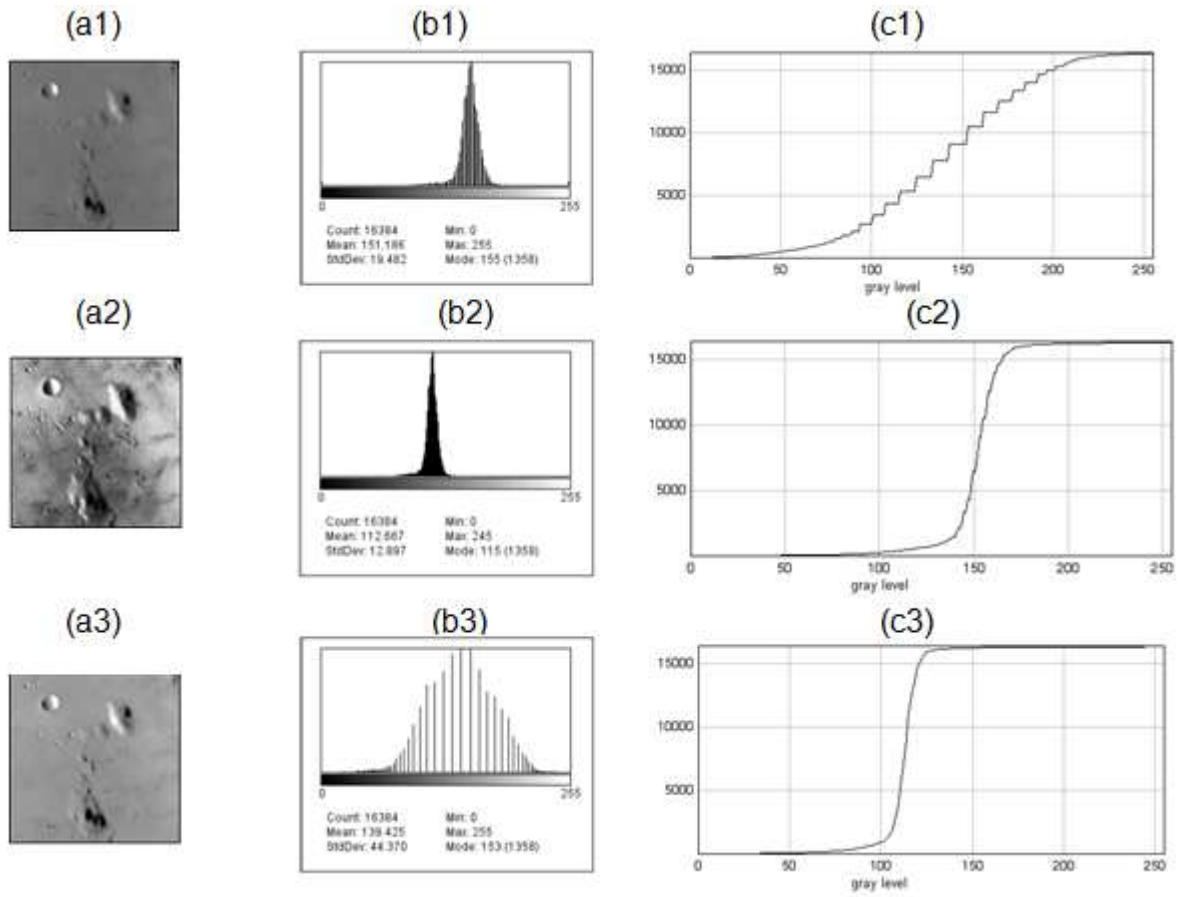 (a1)
(b1)
(c1)
0
255
Count: 16384
Min: 0
Mean: 151.186
Max: 255
StdDev: 19.482
Mode: 155 (1358)
15000
10000
5000
0
50
100
150
200
250
gray level
(a2)
(b2)
(c2)
0
255
Count: 16384
Min: 0
Mean: 112.667
Max: 245
StdDev: 12.897
Mode: 115 (1358)
15000
10000
5000
0
50
100
150
200
250
gray level
(a3)
(b3)
(c3)
0
255
Count: 16384
Min: 0
Mean: 139.425
Max: 255
StdDev: 44.370
Mode: 153 (1358)
15000
10000
5000
0
50
100
150
200
250
gray level